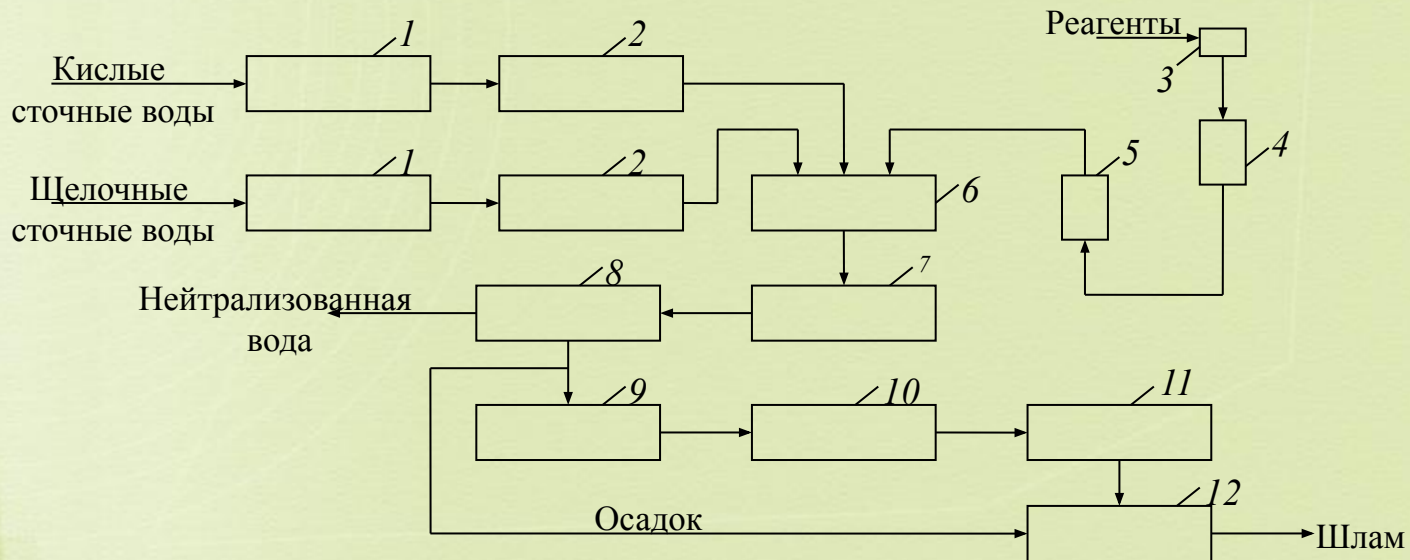 Реагенты
1
2
3
Кислые
сточные воды
4
5
1
2
6
Щелочные
сточные воды
7
8
Нейтрализованная
вода
9
10
11
12
Осадок
Шлам